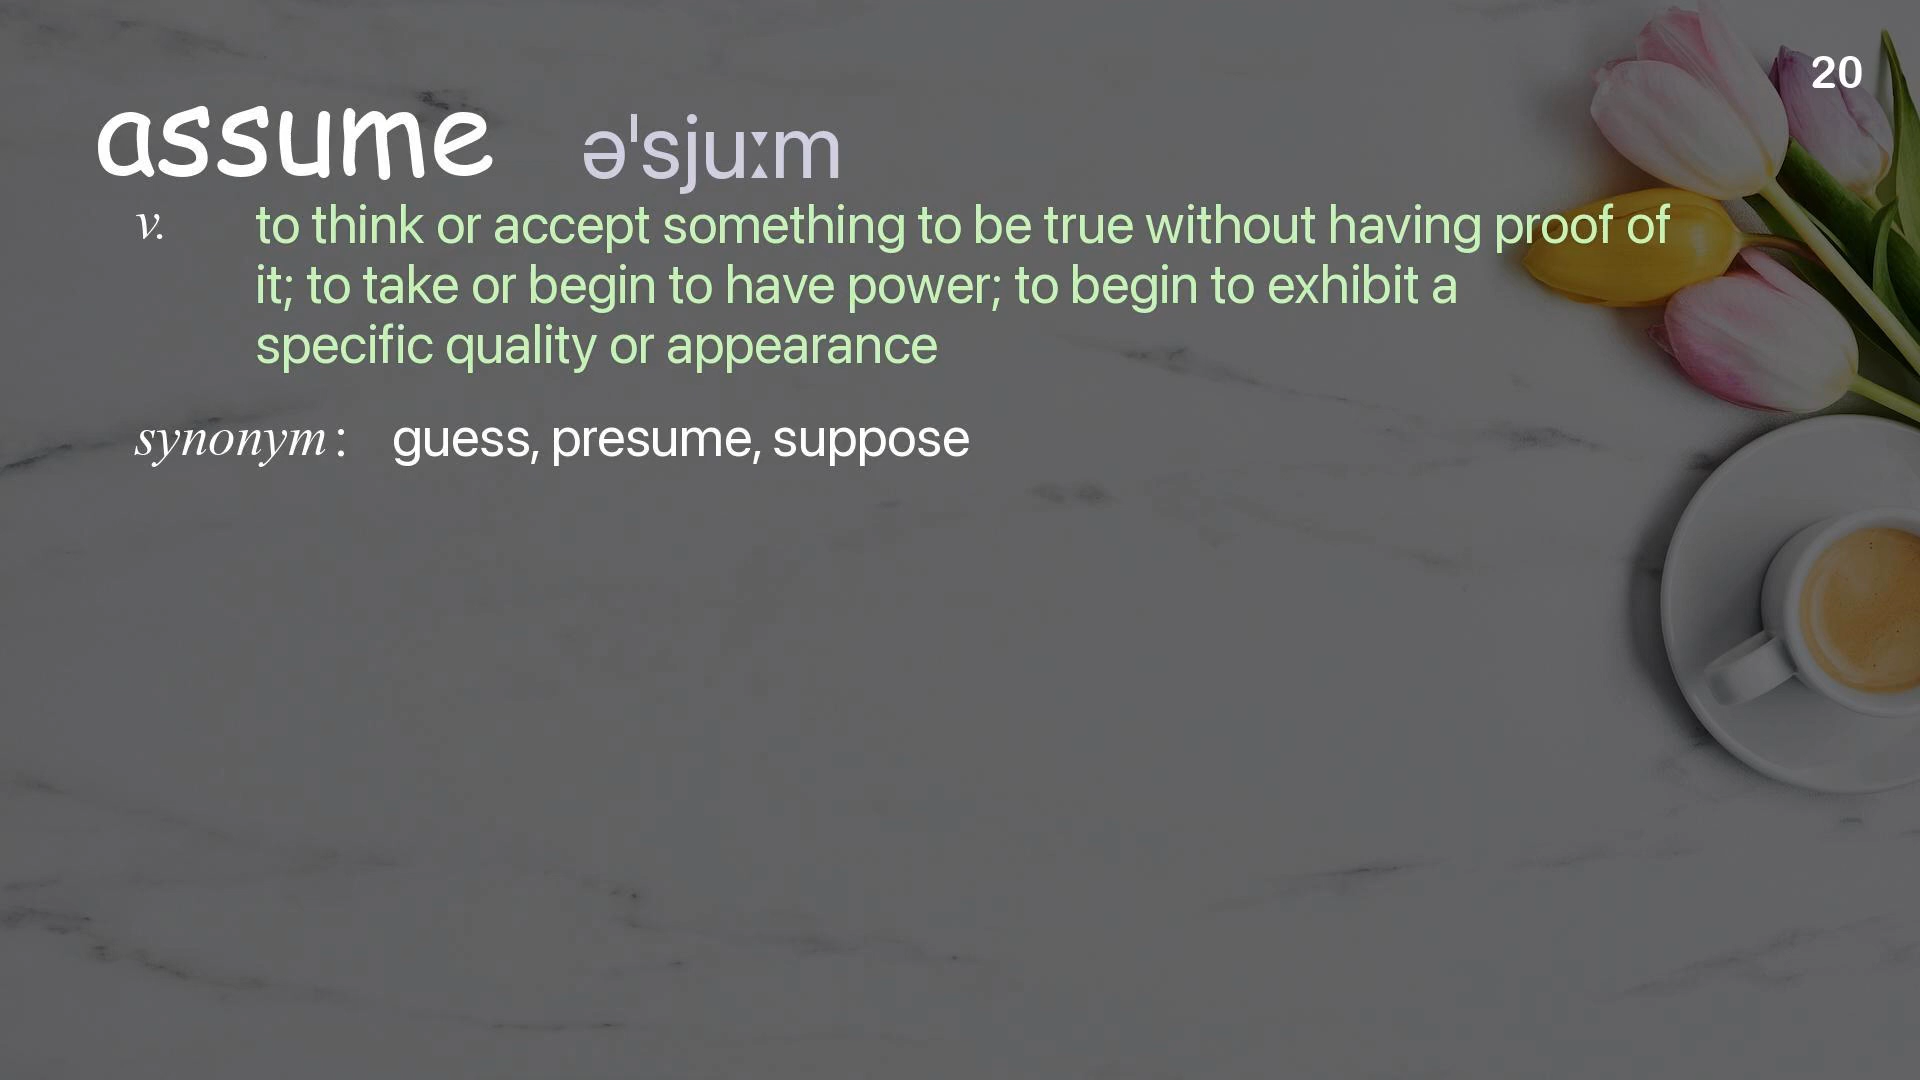 20
assume əˈsjuːm
v. to think or accept something to be true without having proof of
it; to take or begin to have power; to begin to exhibit a
specific quality or appearance
synonym : guess, presume, suppose